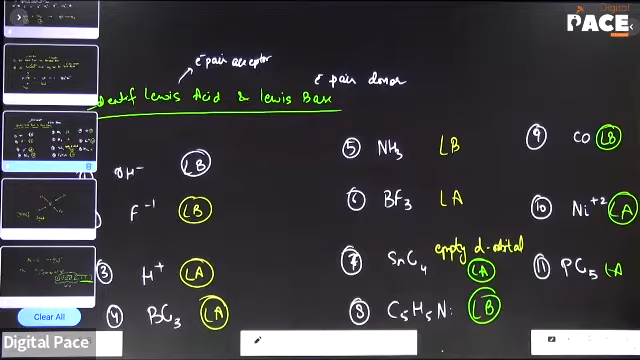 Digital
PACE
e⁻ pair acceptor
e⁻ pair donor
Identif Lewis Acid & Lewis Base
OH⁻ LB
F⁻¹ LB
③ H⁺ LA
④ BCl₃ LA
⑤ NH₃ LB
⑥ BF₃ LA
empty d-orbital
⑦ SnCl₄ LA
⑧ C₅H₅N: LB
⑨ CO LB
⑩ Ni⁺² LA
⑪ PCl₅ LA
Clear All
Digital Pace